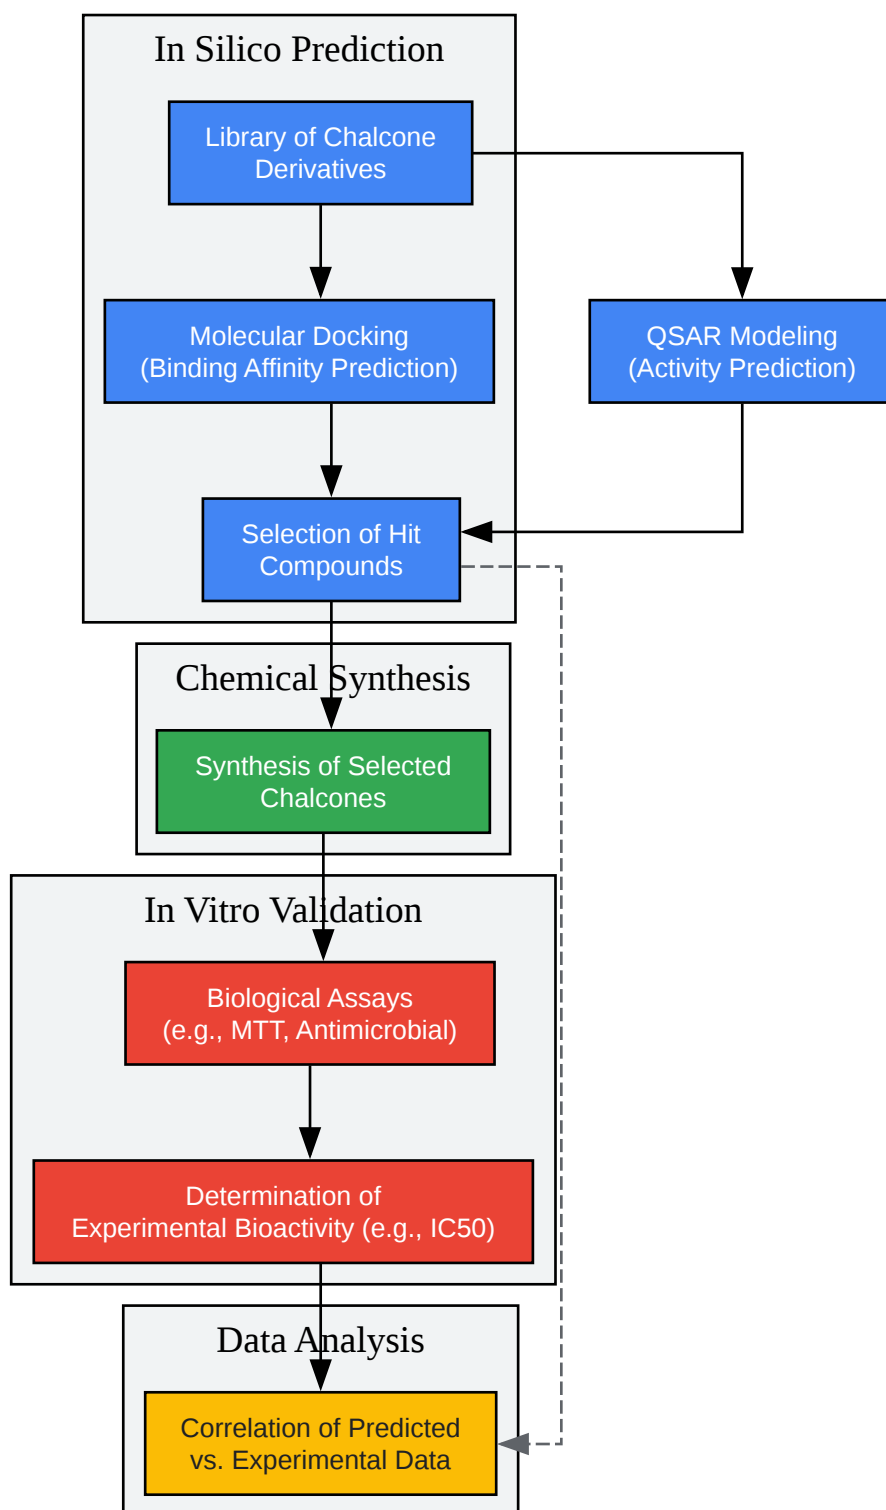 In Silico Prediction
Library of Chalcone
Derivatives
Molecular Docking
(Binding Affinity Prediction)
QSAR Modeling
(Activity Prediction)
Selection of Hit
Compounds
Chemical Synthesis
Synthesis of Selected
Chalcones
In Vitro Validation
Biological Assays
(e.g., MTT, Antimicrobial)
Determination of
Experimental Bioactivity (e.g., IC50)
Data Analysis
Correlation of Predicted
vs. Experimental Data